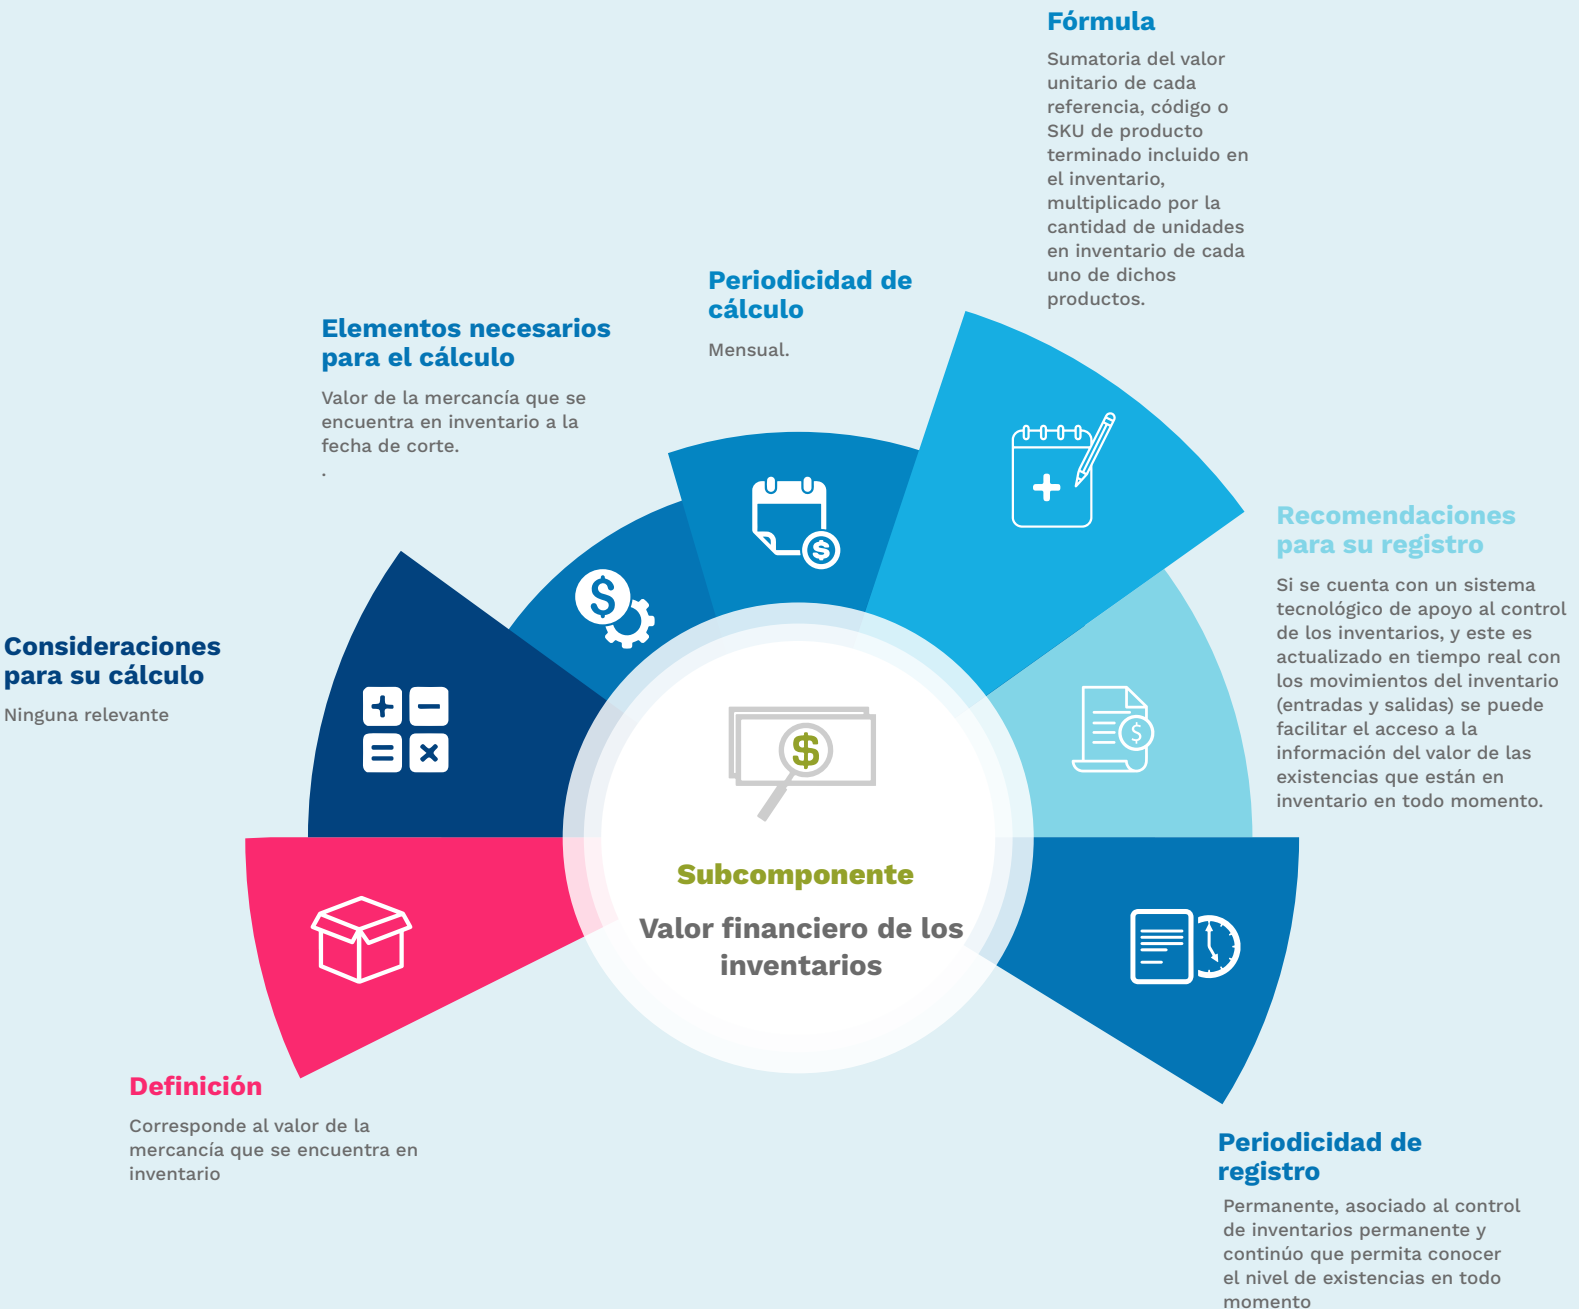 Fórmula
Sumatoria del valor
unitario de cada
referencia, código o
SKU de producto
terminado incluido en
el inventario,
multiplicado por la
cantidad de unidades
en inventario de cada
uno de dichos
productos.
Periodicidad de
cálculo
Mensual.
Elementos necesarios
para el cálculo
Valor de la mercancía que se
encuentra en inventario a la
fecha de corte.
.
Recomendaciones
para su registro
Si se cuenta con un sistema
tecnológico de apoyo al control
de los inventarios, y este es
actualizado en tiempo real con
los movimientos del inventario
(entradas y salidas) se puede
facilitar el acceso a la
información del valor de las
existencias que están en
inventario en todo momento.
Consideraciones
para su cálculo
Ninguna relevante
Subcomponente
Valor financiero de los
inventarios
Definición
Corresponde al valor de la
mercancía que se encuentra en
inventario
Periodicidad de
registro
Permanente, asociado al control
de inventarios permanente y
continúo que permita conocer
el nivel de existencias en todo
momento